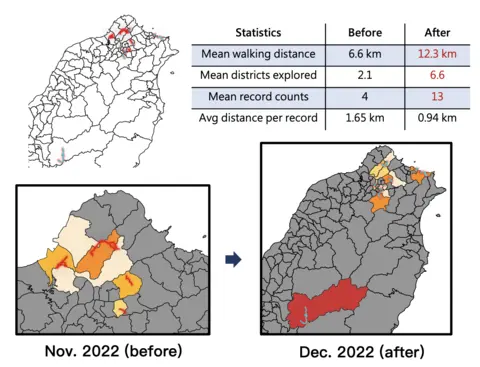 Statistics Before After
Mean walking distance 6.6 km 12.3 km
Mean districts explored 2.1 6.6
Mean record counts 4 13
Avg distance per record 1.65 km 0.94 km
Nov. 2022 (before)
Dec. 2022 (after)